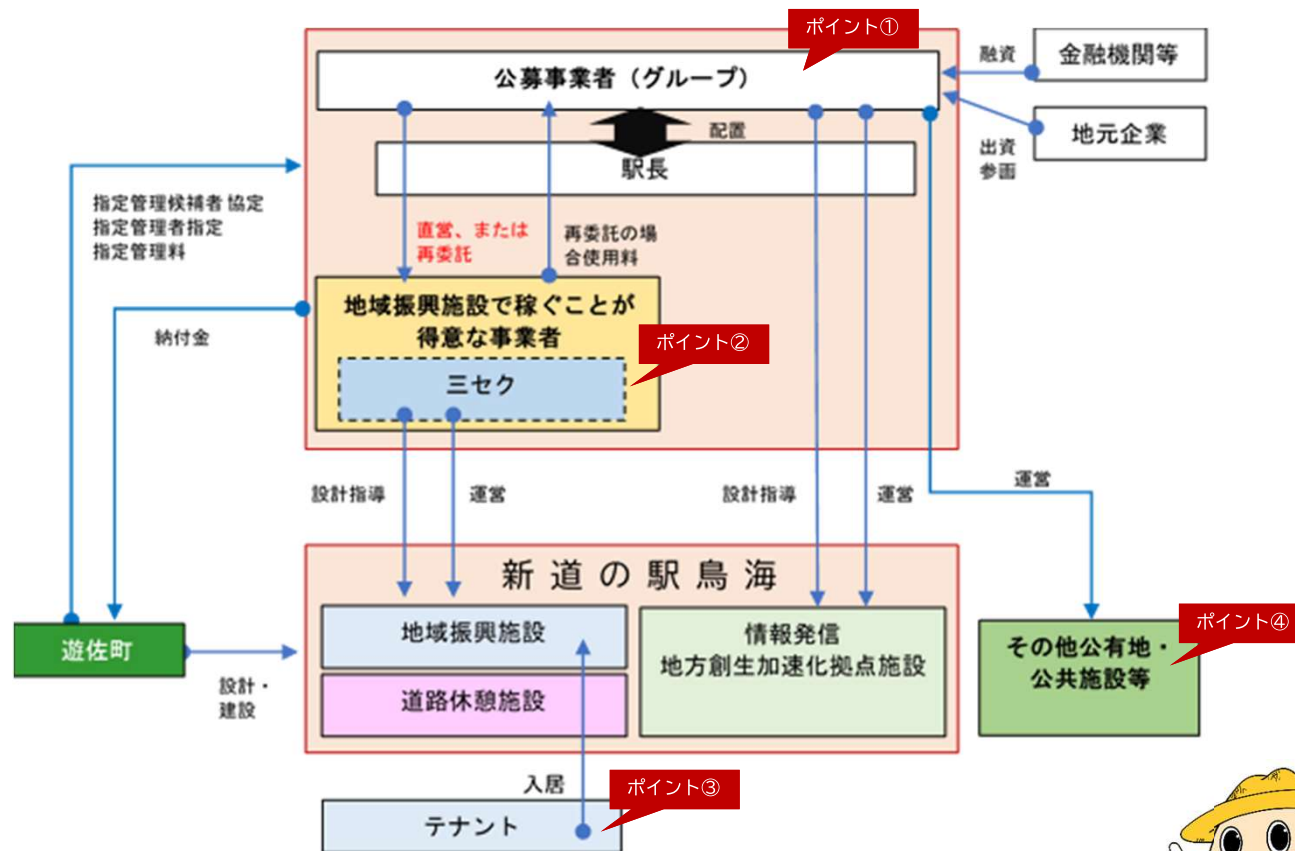 ポイント①
公募事業者(グループ)
融資
金融機関等
配置
出資
参画
地元企業
駅長
指定管理候補者 協定
指定管理者指定
指定管理料
直営、または
再委託
再委託の場
合使用料
地域振興施設で稼ぐことが
得意な事業者
納付金
ポイント②
三セク
設計指導
運営
設計指導
運営
運営
新道の駅鳥海
遊佐町
設計・
建設
地域振興施設
道路休憩施設
情報発信
地方創生加速化拠点施設
ポイント④
その他公有地・
公共施設等
入居
ポイント③
テナント